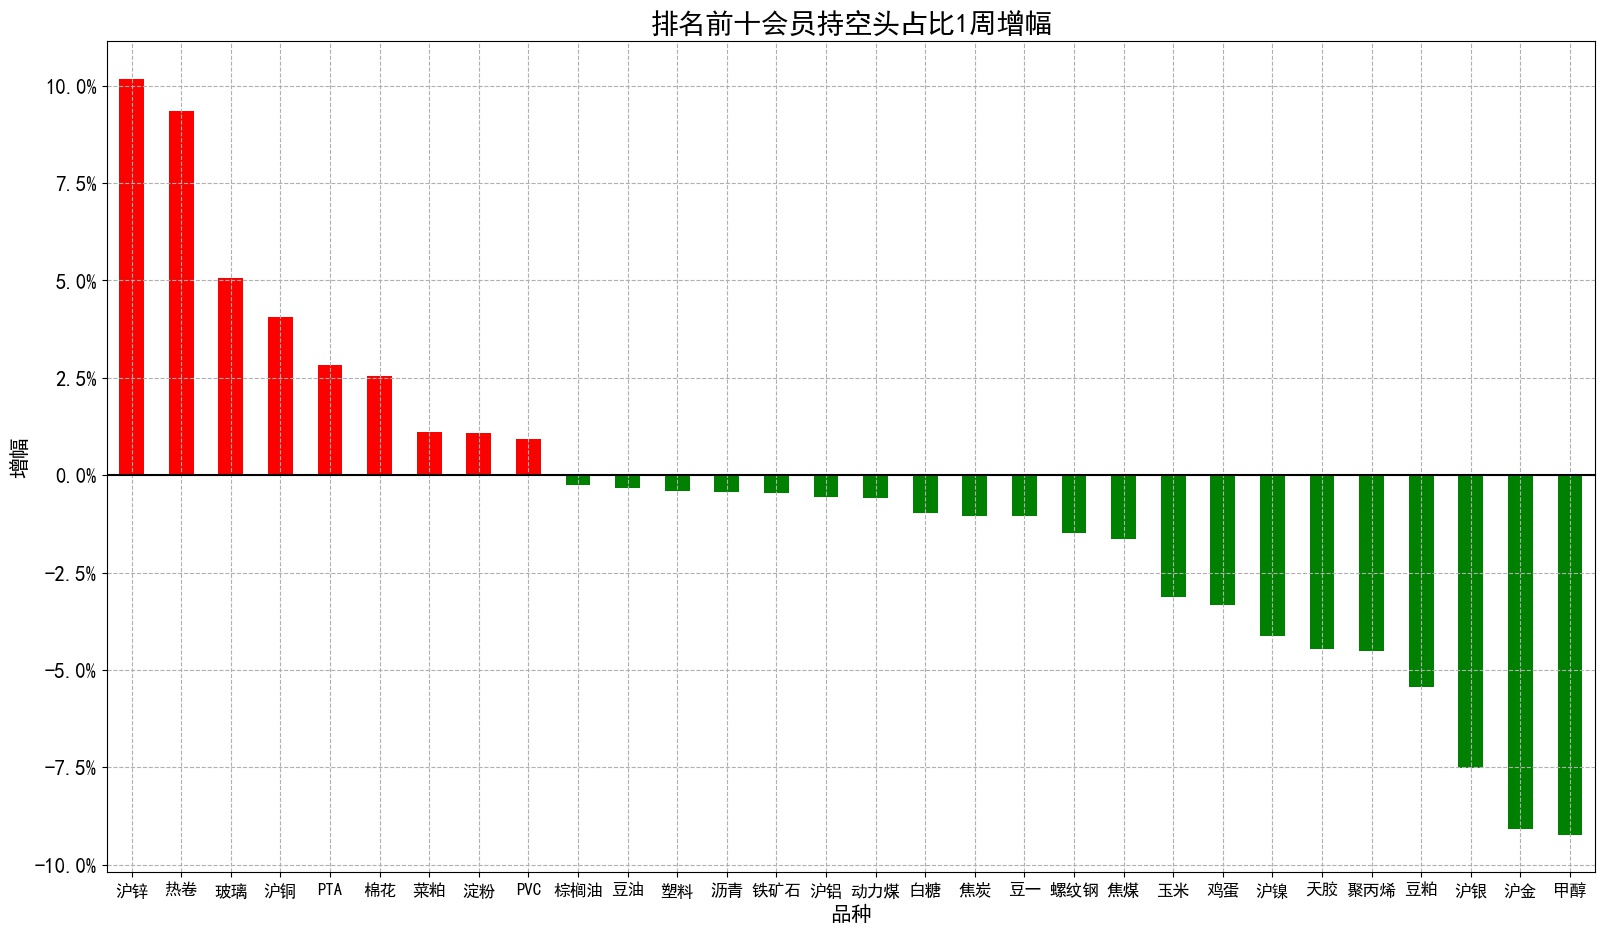 排名前十会员持空头占比1周增幅
10.0%
7.5%
5.0%
2.5%
0.0%
−2.5%
−5.0%
−7.5%
−10.0%
增幅
沪锌 热卷 玻璃 沪铜 PTA 棉花 菜粕 淀粉 PVC 棕榈油 豆油 塑料 沥青 铁矿石 沪铝 动力煤 白糖 焦炭 豆一 螺纹钢 焦煤 玉米 鸡蛋 沪镍 天胶 聚丙烯 豆粕 沪银 沪金 甲醇
品种